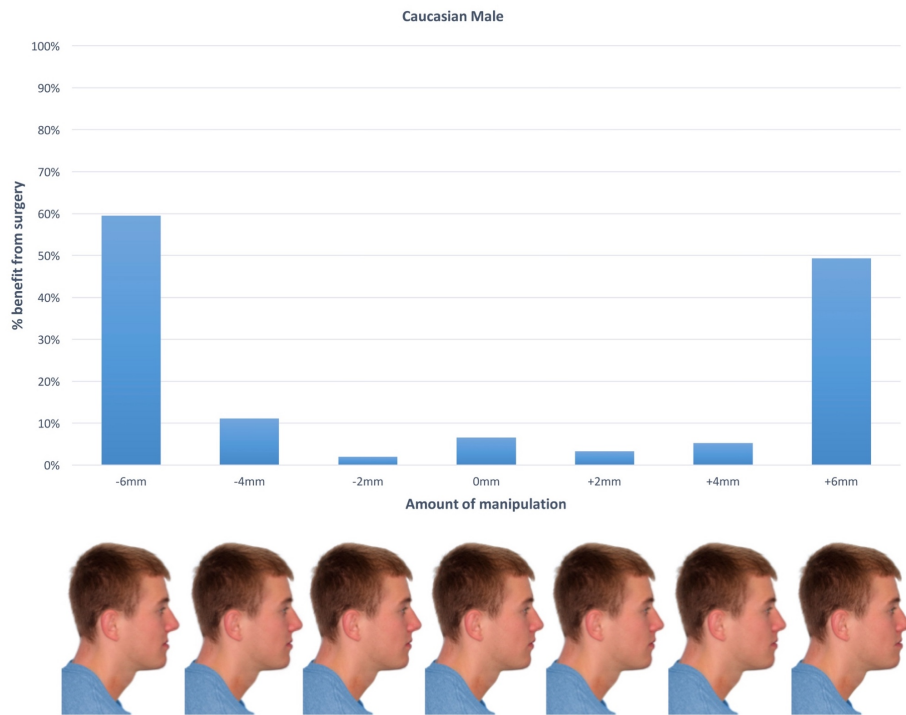 Caucasian Male
100%
90%
80%
70%
60%
50%
40%
30%
20%
10%
0%
% benefit from surgery
-6mm -4mm -2mm 0mm +2mm +4mm +6mm
Amount of manipulation